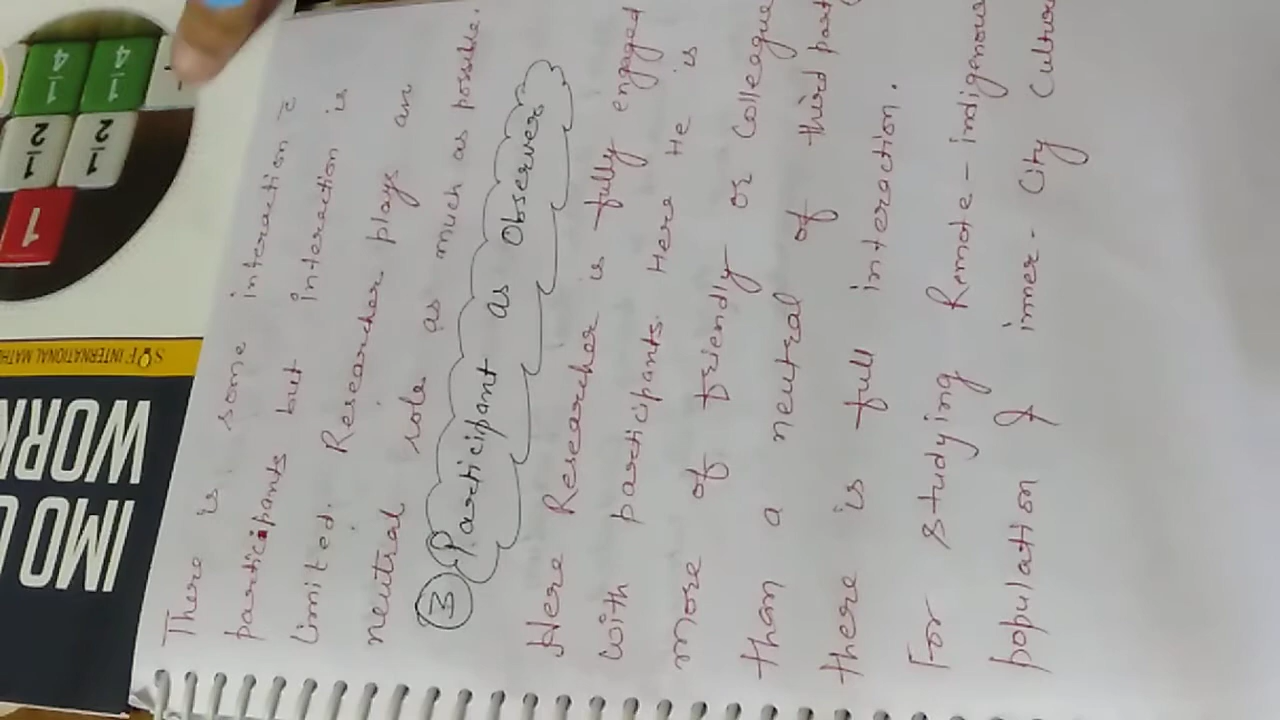 There is some interaction c̄
participants but interaction is
limited. Researcher plays an
neutral role as much as possible.
3 Participant as Observer
Here Researcher is fully engaged
with participants. Here He is
more of friendly or Colleague
than a neutral of third party
there is full interaction.
For studying Remote-indigenous
population of inner-City Culture
4|1 4|1
2|1 2|1
1
SOF INTERNATIONAL MATH
IMO
WORK